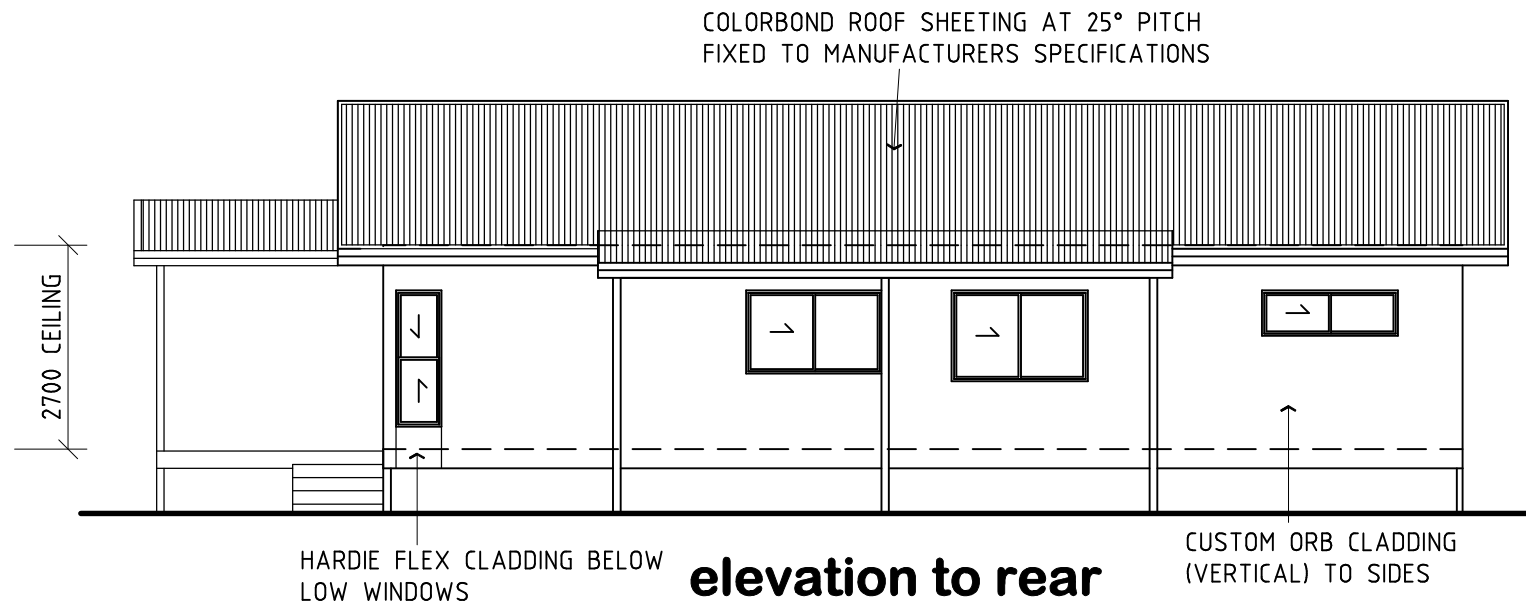 COLORBOND ROOF SHEETING AT 25° PITCH
FIXED TO MANUFACTURERS SPECIFICATIONS
2700 CEILING
HARDIE FLEX CLADDING BELOW
LOW WINDOWS
elevation to rear
CUSTOM ORB CLADDING
(VERTICAL) TO SIDES